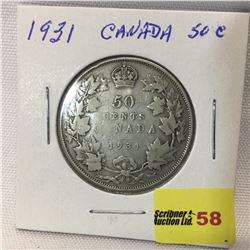 1931 CANADA 50¢
50
CENTS
CANADA
1931
Scribner
Auction Ltd. 58